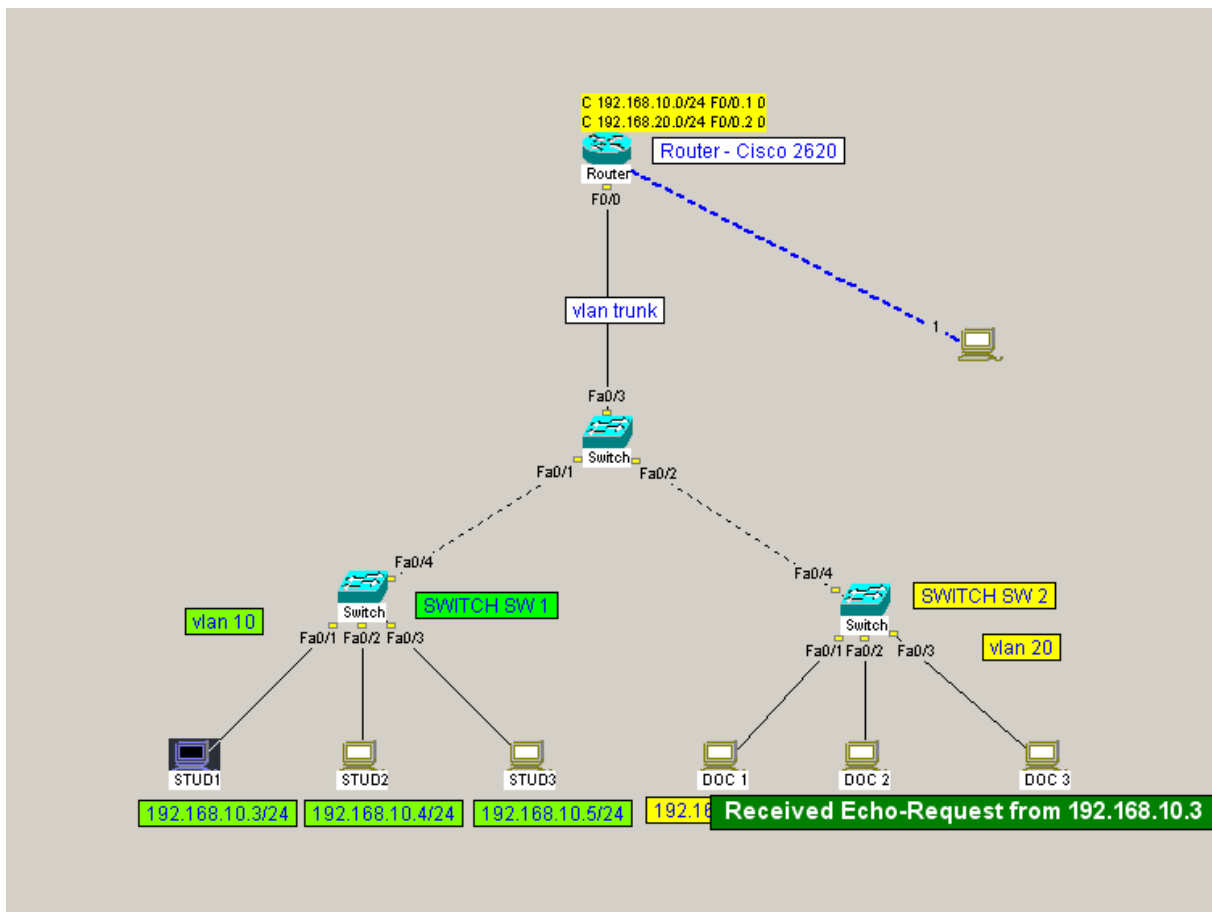 C 192.168.10.0/24 F0/0.1 0
C 192.168.20.0/24 F0/0.2 0
Router - Cisco 2620
Router
F0/0
vlan trunk
1
Fa0/3
Switch
Fa0/1
Fa0/2
Fa0/4
Fa0/4
Switch
SWITCH SW 1
vlan 10
Fa0/1 Fa0/2 Fa0/3
SWITCH SW 2
Switch
vlan 20
Fa0/1 Fa0/2 Fa0/3
STUD1
STUD2
STUD3
DOC 1
DOC 2
DOC 3
192.168.10.3/24
192.168.10.4/24
192.168.10.5/24
Received Echo-Request from 192.168.10.3